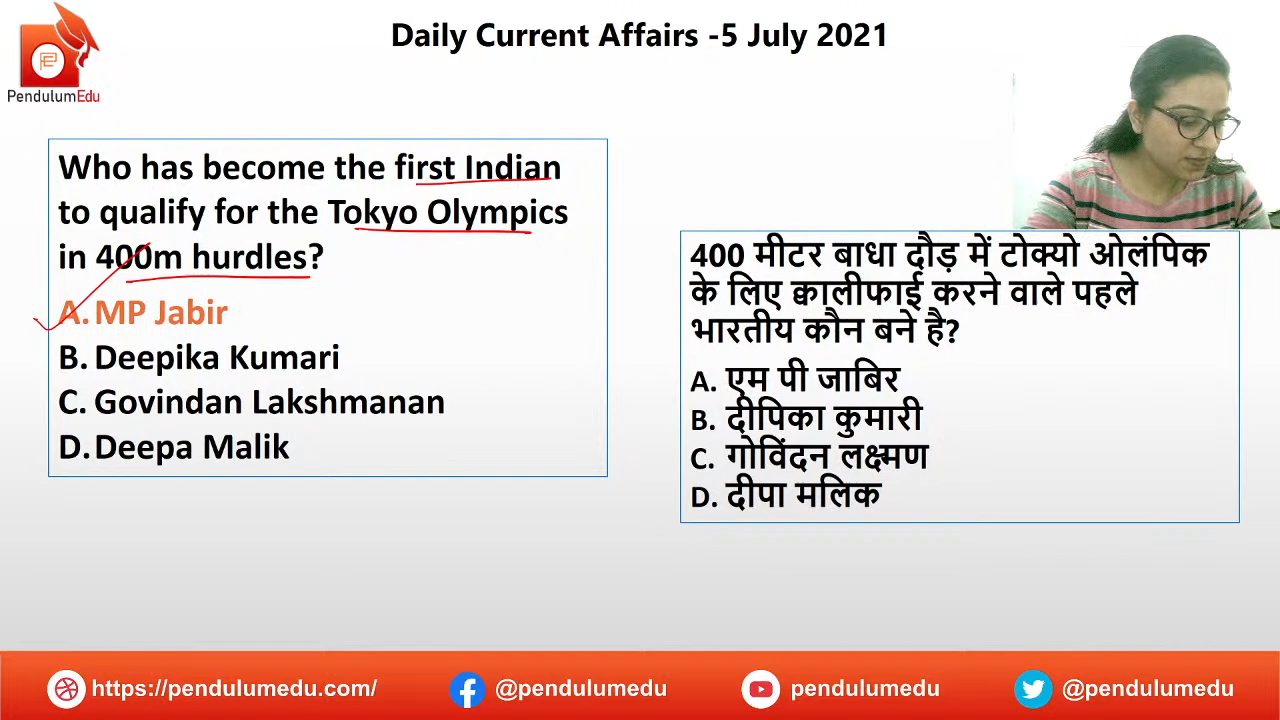 Daily Current Affairs -5 July 2021
PendulumEdu
Who has become the first Indian
to qualify for the Tokyo Olympics
in 400m hurdles?
A. MP Jabir
B. Deepika Kumari
C. Govindan Lakshmanan
D. Deepa Malik
400 मीटर बाधा दौड़ में टोक्यो ओलंपिक
के लिए क्वालीफाई करने वाले पहले
भारतीय कौन बने है?
A. एम पी जाबिर
B. दीपिका कुमारी
C. गोविंदन लक्ष्मण
D. दीपा मलिक
https://pendulumedu.com/
@pendulumedu
pendulumedu
@pendulumedu